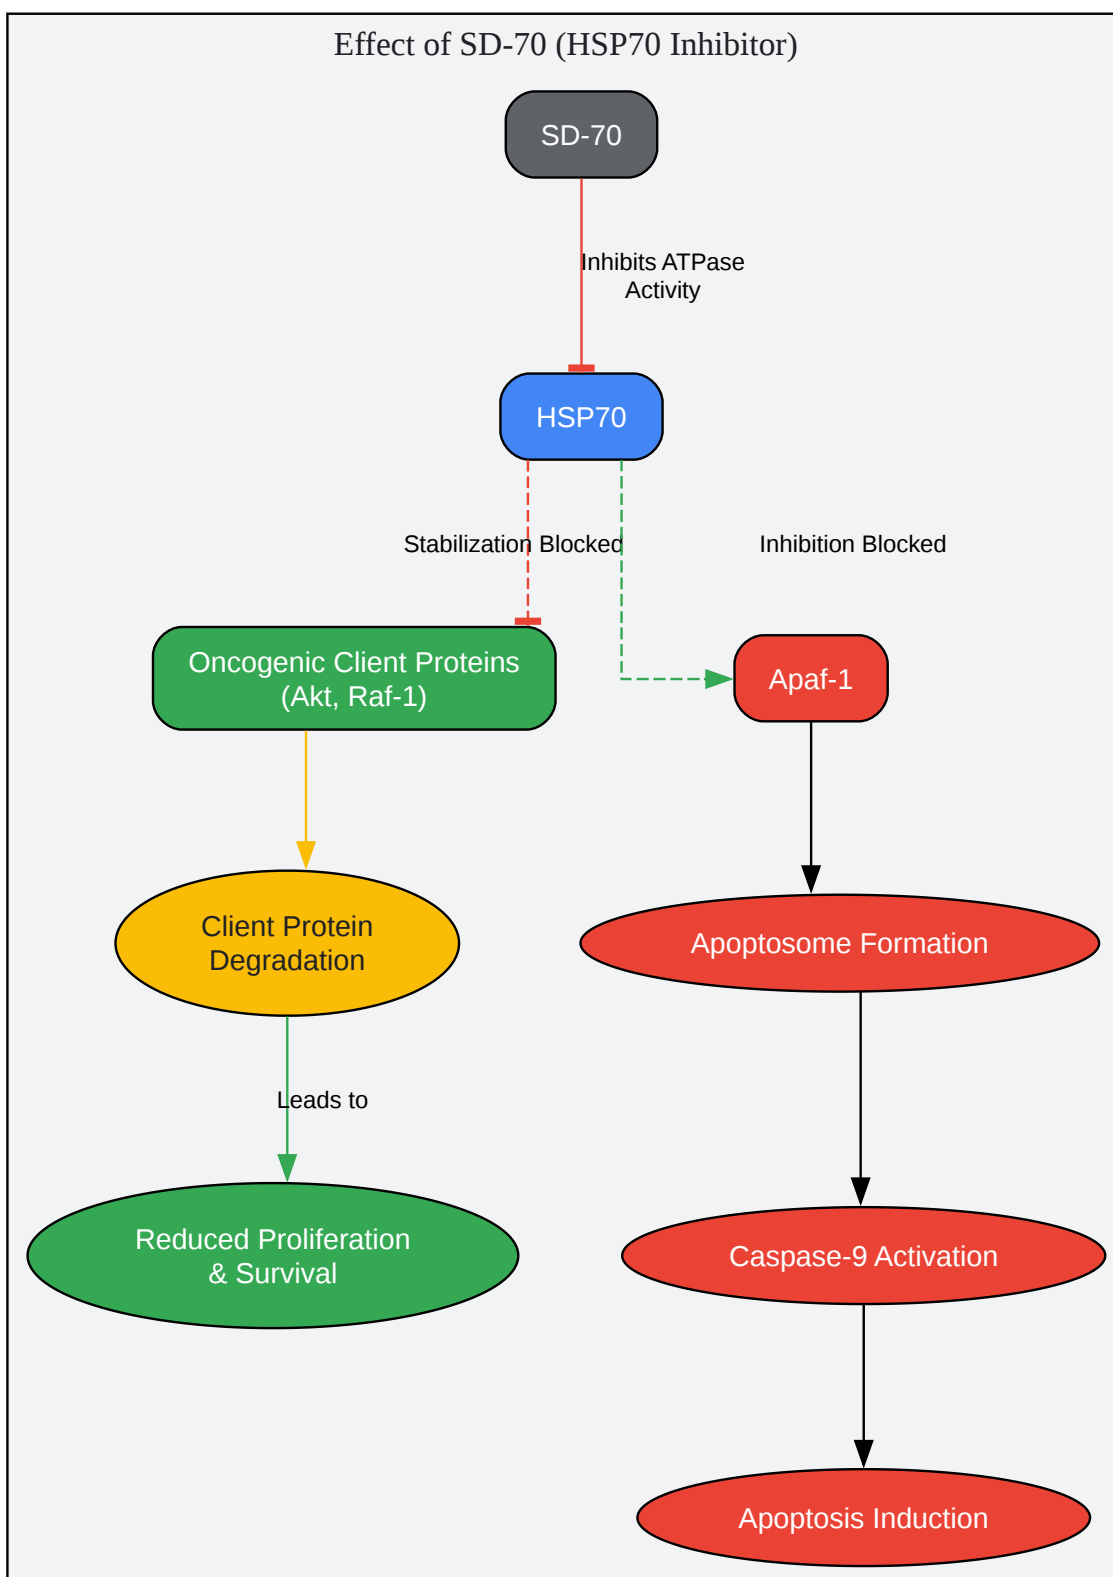 Effect of SD-70 (HSP70 Inhibitor)
SD-70
Inhibits ATPase
Activity
HSP70
Stabilization Blocked
Inhibition Blocked
Oncogenic Client Proteins
(Akt, Raf-1)
Apaf-1
Client Protein
Degradation
Apoptosome Formation
Leads to
Reduced Proliferation
& Survival
Caspase-9 Activation
Apoptosis Induction